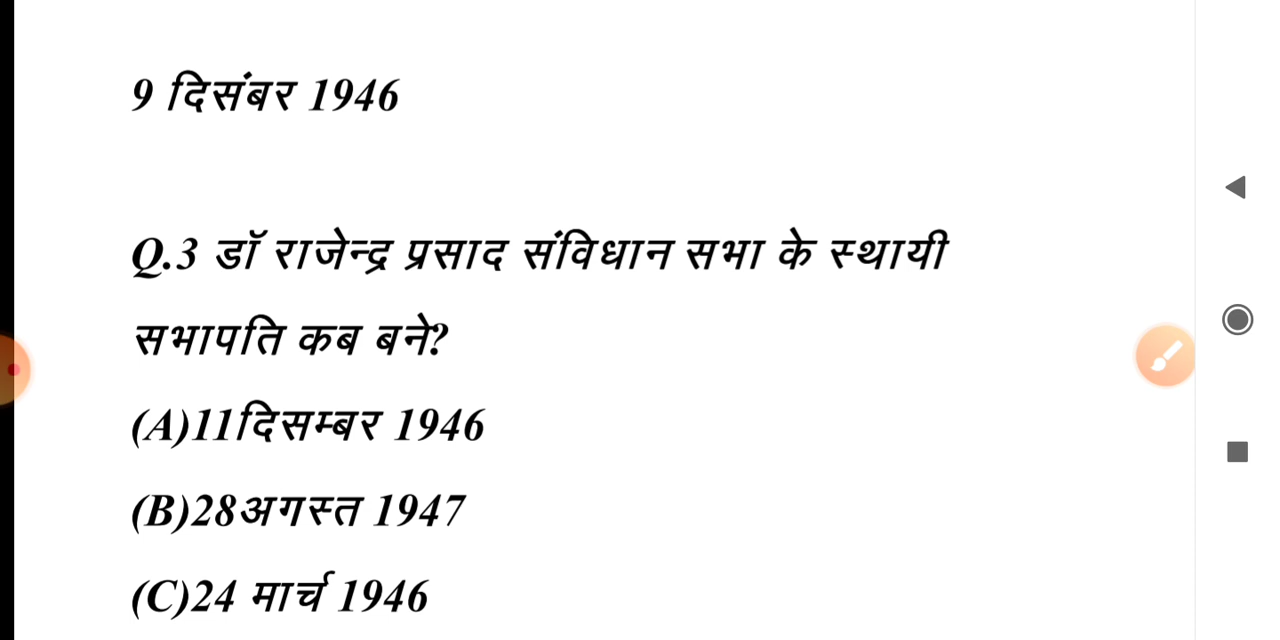 9 दिसंबर 1946
Q.3 डॉ राजेन्द्र प्रसाद संविधान सभा के स्थायी
सभापति कब बने?
(A)11दिसम्बर 1946
(B)28अगस्त 1947
(C)24 मार्च 1946